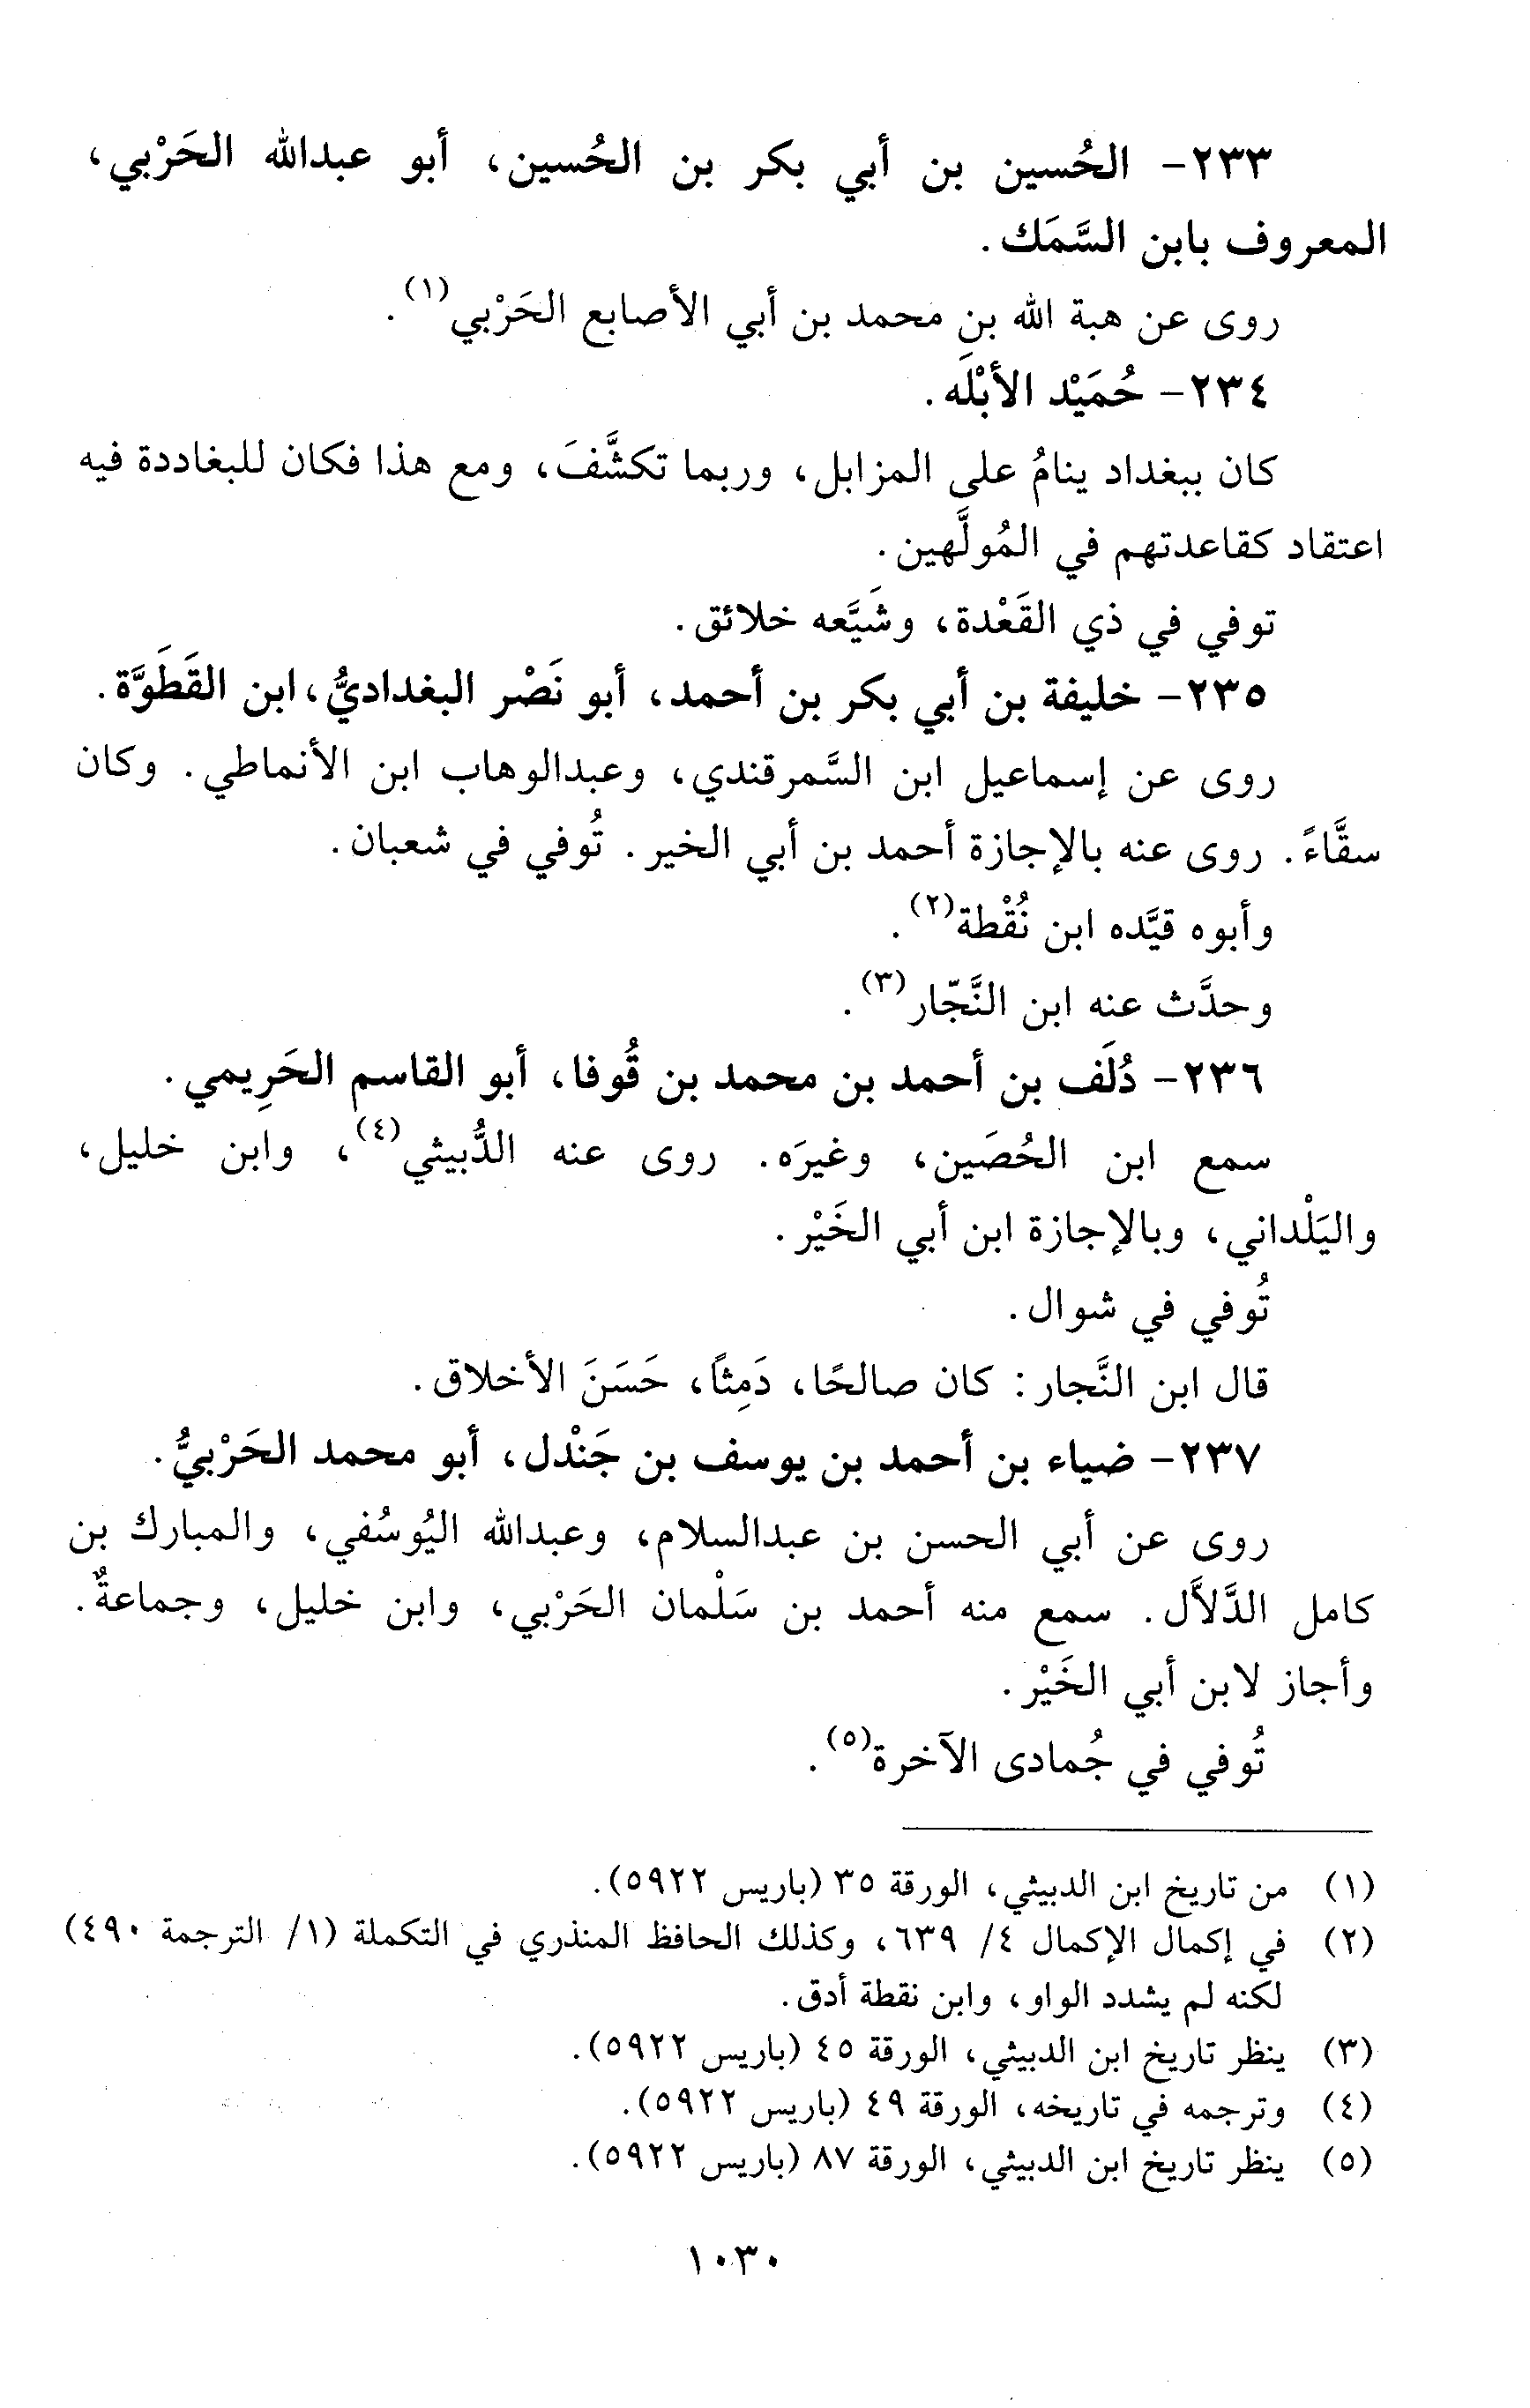 ٢٣٣- الحُسين بن أبي بكر بن الحُسين، أبو عبدالله الحَرْبي،
المعروف بابن السَّمَك.
روى عن هبة الله بن محمد بن أبي الأصابع الحَرْبي(١).
٢٣٤- حُمَيْد الأبْلَه.
كان ببغداد ينامُ على المزابل، وربما تكشَّفَ، ومع هذا فكان للبغاددة فيه
اعتقاد كقاعدتهم في المُولَّهين.
توفي في ذي القَعْدة، وشَيَّعه خلائق.
٢٣٥- خليفة بن أبي بكر بن أحمد، أبو نَصْر البغداديُّ، ابن القَطَوَّة.
روى عن إسماعيل ابن السَّمرقندي، وعبدالوهاب ابن الأنماطي. وكان
سقَّاءً. روى عنه بالإجازة أحمد بن أبي الخير. تُوفي في شعبان.
وأبوه قيَّده ابن نُقْطة(٢).
وحدَّث عنه ابن النَّجّار(٣).
٢٣٦- دُلَف بن أحمد بن محمد بن قُوفا، أبو القاسم الحَرِيمي.
سمع ابن الحُصَين، وغيرَه. روى عنه الدُّبيثي(٤)، وابن خليل،
واليَلْداني، وبالإجازة ابن أبي الخَيْر.
تُوفي في شوال.
قال ابن النَّجار: كان صالحًا، دَمِثًا، حَسَنَ الأخلاق.
٢٣٧- ضياء بن أحمد بن يوسف بن جَنْدل، أبو محمد الحَرْبيُّ.
روى عن أبي الحسن بن عبدالسلام، وعبدالله اليُوسُفي، والمبارك بن
كامل الدَّلاَّل. سمع منه أحمد بن سَلْمان الحَرْبي، وابن خليل، وجماعةٌ.
وأجاز لابن أبي الخَيْر.
تُوفي في جُمادى الآخرة(٥).
(١) من تاريخ ابن الدبيثي، الورقة ٣٥ (باريس ٥٩٢٢).
(٢) في إكمال الإكمال ٤/ ٦٣٩، وكذلك الحافظ المنذري في التكملة (١/ الترجمة ٤٩٠)
لكنه لم يشدد الواو، وابن نقطة أدق.
(٣) ينظر تاريخ ابن الدبيثي، الورقة ٤٥ (باريس ٥٩٢٢).
(٤) وترجمه في تاريخه، الورقة ٤٩ (باريس ٥٩٢٢).
(٥) ينظر تاريخ ابن الدبيثي، الورقة ٨٧ (باريس ٥٩٢٢).
١٠٣٠